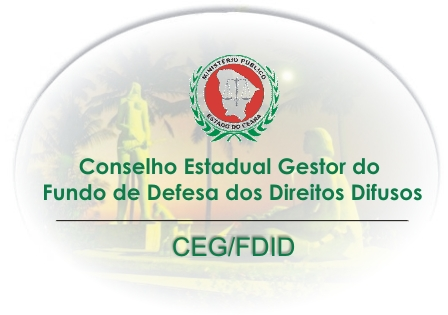 MINISTÉRIO PÚBLICO
ESTADO DO CEARÁ
Conselho Estadual Gestor do
Fundo de Defesa dos Direitos Difusos
CEG/FDID